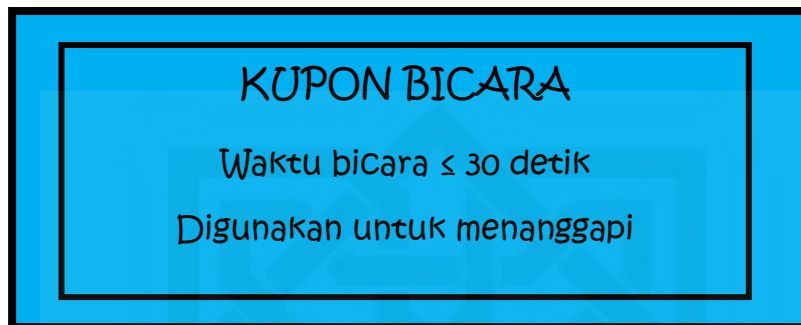 KUPON BICARA
Waktu bicara ≤ 30 detik
Digunakan untuk menanggapi